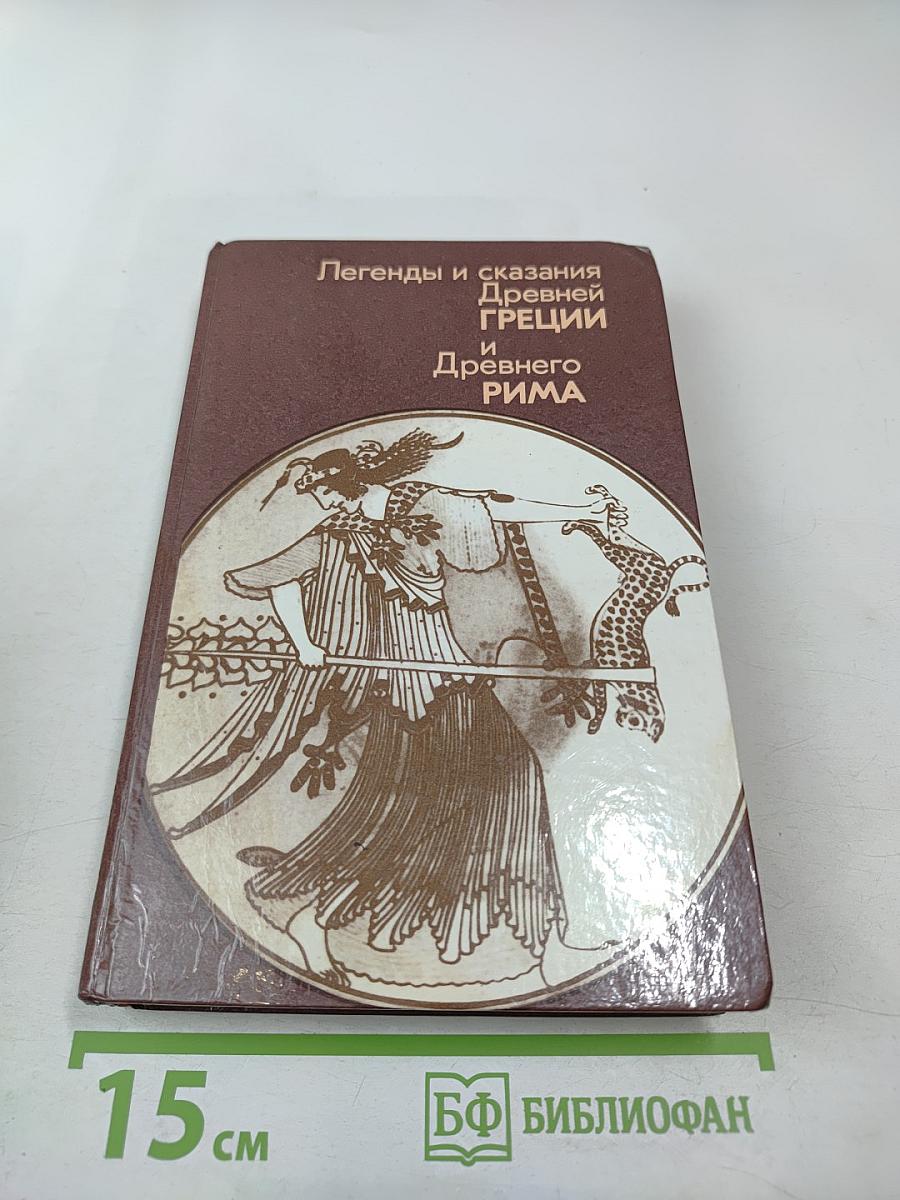 Легенды и сказания
Древней
ГРЕЦИИ
и
Древнего
РИМА
15 см
БФ БИБЛИОФАН